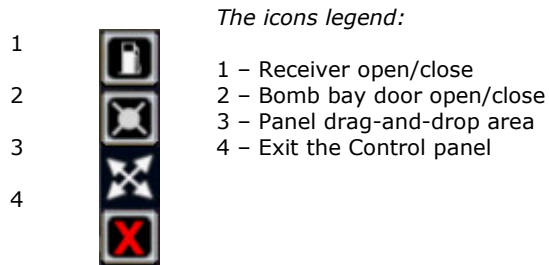 The icons legend:
1
2
3
4
X
1 – Receiver open/close
2 – Bomb bay door open/close
3 – Panel drag-and-drop area
4 – Exit the Control panel